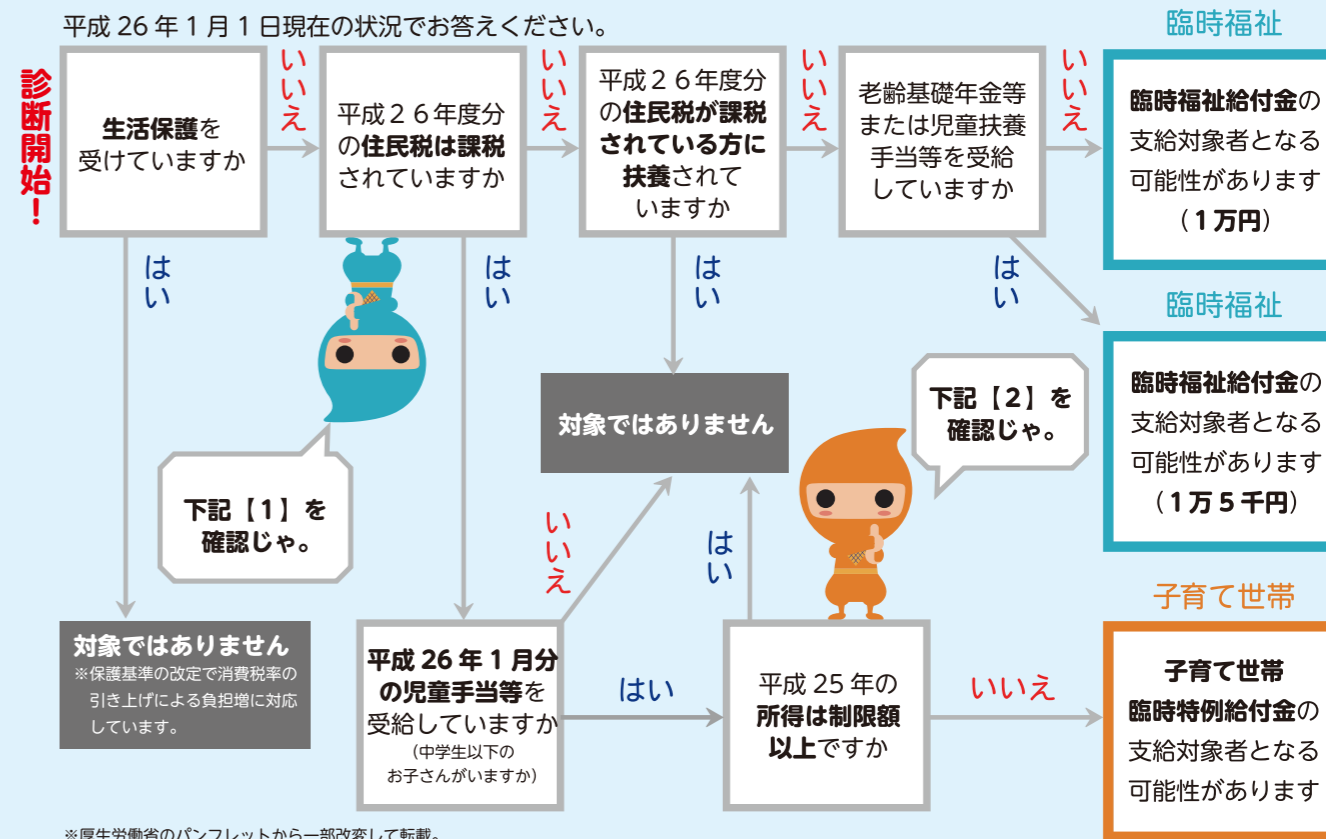 平成 26 年 1 月 1 日現在の状況でお答えください。
診断開始！
生活保護を
受けていますか
いいえ
はい
平成２６年度分
の住民税は課税
されていますか
いいえ
はい
平成２６年度分
の住民税が課税
されている方に
扶養されて
いますか
いいえ
はい
老齢基礎年金等
または児童扶養
手当等を受給
していますか
いいえ
はい
臨時福祉
臨時福祉給付金の
支給対象者となる
可能性があります
（１万円）
臨時福祉
臨時福祉給付金の
支給対象者となる
可能性があります
（１万５千円）
下記【1】を
確認じゃ。
対象ではありません
下記【2】を
確認じゃ。
対象ではありません
※保護基準の改定で消費税率の
引き上げによる負担増に対応
しています。
平成 26 年 1 月分
の児童手当等を
受給していますか
（中学生以下の
お子さんがいますか）
いいえ
はい
平成 25 年の
所得は制限額
以上ですか
はい
いいえ
子育て世帯
子育て世帯
臨時特例給付金の
支給対象者となる
可能性があります
※厚生労働省のパンフレットから一部改変して転載。